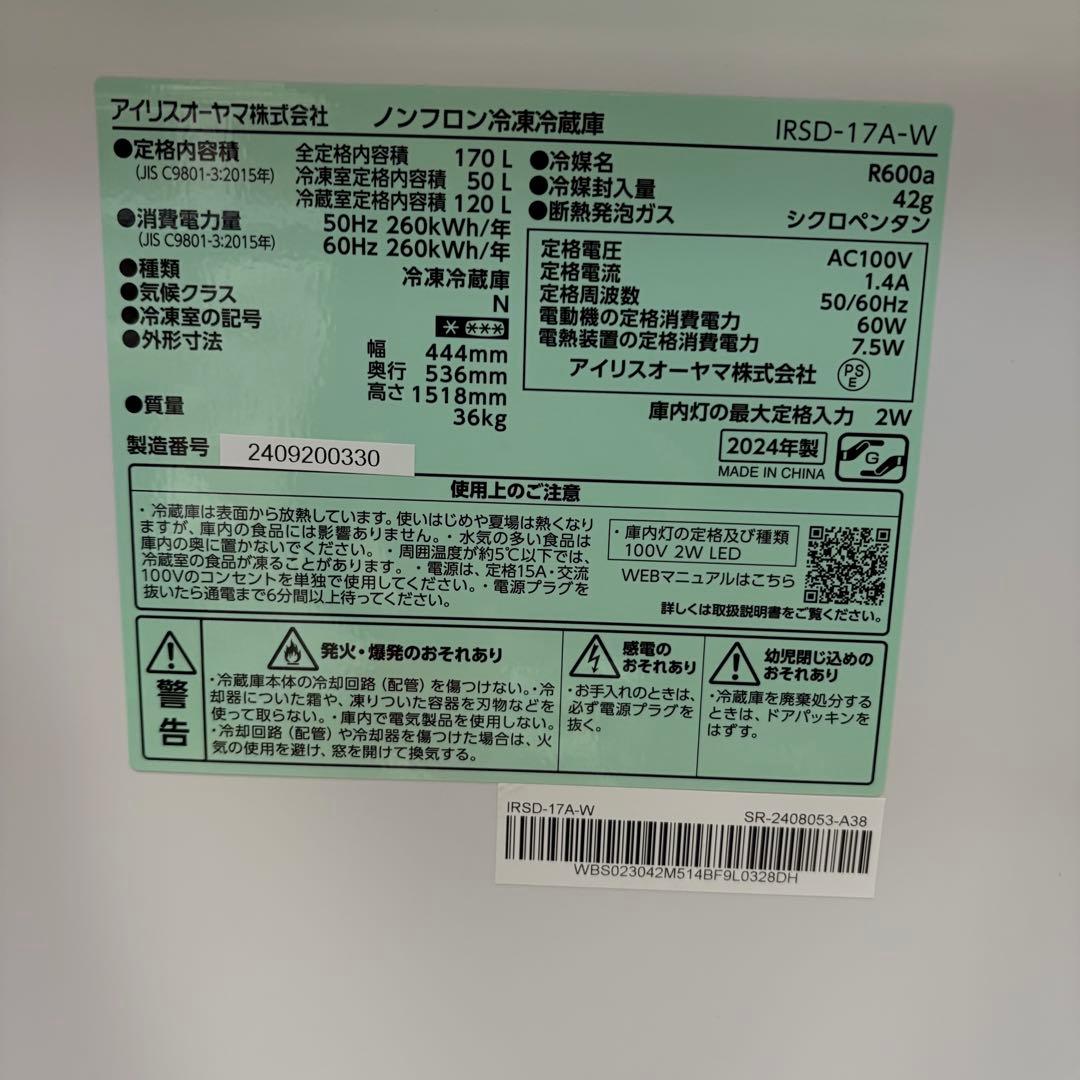 アイリスオーヤマ株式会社 ノンフロン冷凍冷蔵庫 IRSD-17A-W
●定格内容積 全定格内容積 170 L
(JIS C9801-3:2015年) 冷凍室定格内容積 50 L
冷蔵室定格内容積 120 L
●消費電力量 50Hz 260kWh/年
(JIS C9801-3:2015年) 60Hz 260kWh/年
●種類 冷凍冷蔵庫
●気候クラス N
●冷凍室の記号 * ***
●外形寸法 幅 444mm
奥行 536mm
高さ 1518mm
●質量 36kg
製造番号 2409200330
●冷媒名 R600a
●冷媒封入量 42g
●断熱発泡ガス シクロペンタン
定格電圧 AC100V
定格電流 1.4A
定格周波数 50/60Hz
電動機の定格消費電力 60W
電熱装置の定格消費電力 7.5W
アイリスオーヤマ株式会社 PSE
庫内灯の最大定格入力 2W
2024年製
MADE IN CHINA
G
使用上のご注意
・冷蔵庫は表面から放熱しています。使いはじめや夏場は熱くなり
ますが、庫内の食品には影響ありません。・水気の多い食品は
庫内の奥に置かないでください。・周囲温度が約5℃以下では、
冷蔵室の食品が凍ることがあります。・電源は、定格15A・交流
100Vのコンセントを単独で使用してください。・電源プラグを
抜いたら通電まで6分間以上待ってください。
・庫内灯の定格及び種類
100V 2W LED
WEBマニュアルはこちら
詳しくは取扱説明書をご覧ください。
警告
発火・爆発のおそれあり
・冷蔵庫本体の冷却回路(配管)を傷つけない。・冷
却器についた霜や、凍りついた容器を刃物などを
使って取らない。・庫内で電気製品を使用しない。
・冷却回路(配管)や冷却器を傷つけた場合は、火
気の使用を避け、窓を開けて換気する。
感電の
おそれあり
・お手入れのときは、
必ず電源プラグを
抜く。
幼児閉じ込めの
おそれあり
・冷蔵庫を廃棄処分する
ときは、ドアパッキンを
はずす。
IRSD-17A-W SR-2408053-A38
WBS023042M514BF9L0328DH